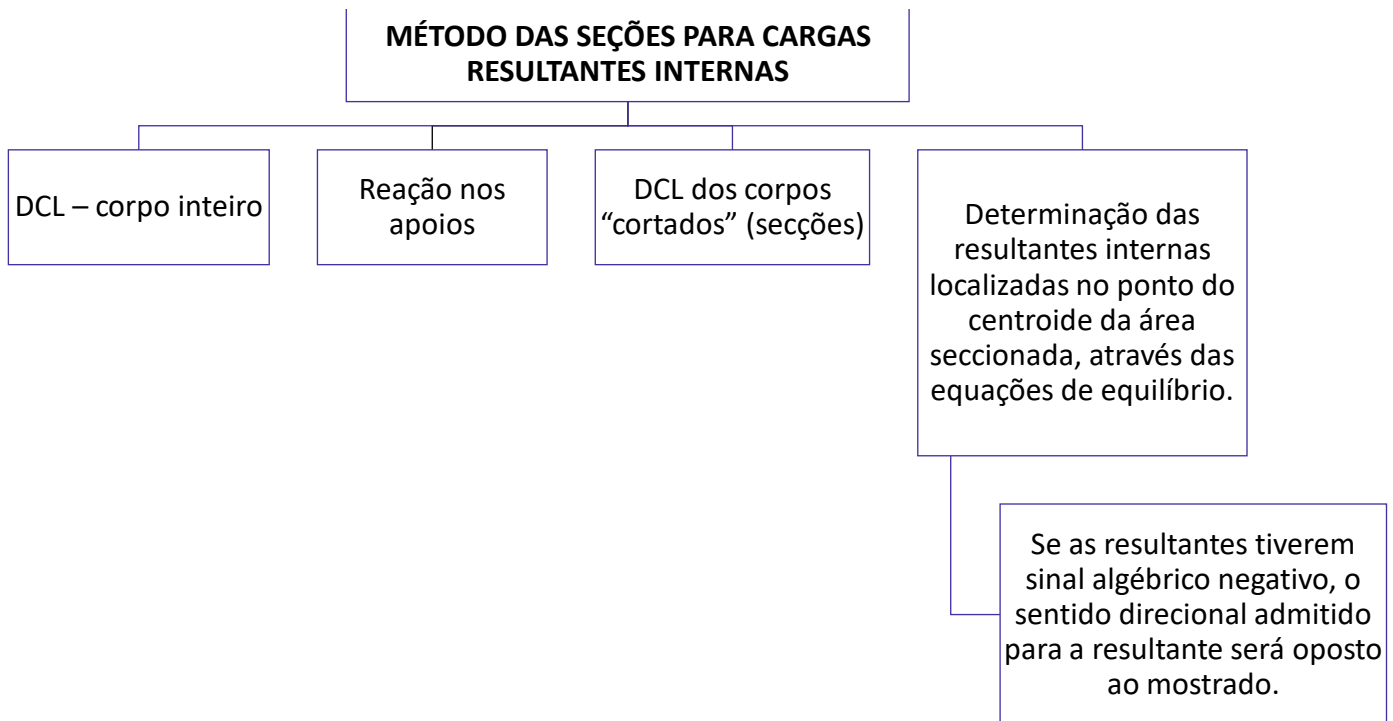 MÉTODO DAS SEÇÕES PARA CARGAS
RESULTANTES INTERNAS
DCL – corpo inteiro
Reação nos
apoios
DCL dos corpos
“cortados” (secções)
Determinação das
resultantes internas
localizadas no ponto do
centroide da área
seccionada, através das
equações de equilíbrio.
Se as resultantes tiverem
sinal algébrico negativo, o
sentido direcional admitido
para a resultante será oposto
ao mostrado.